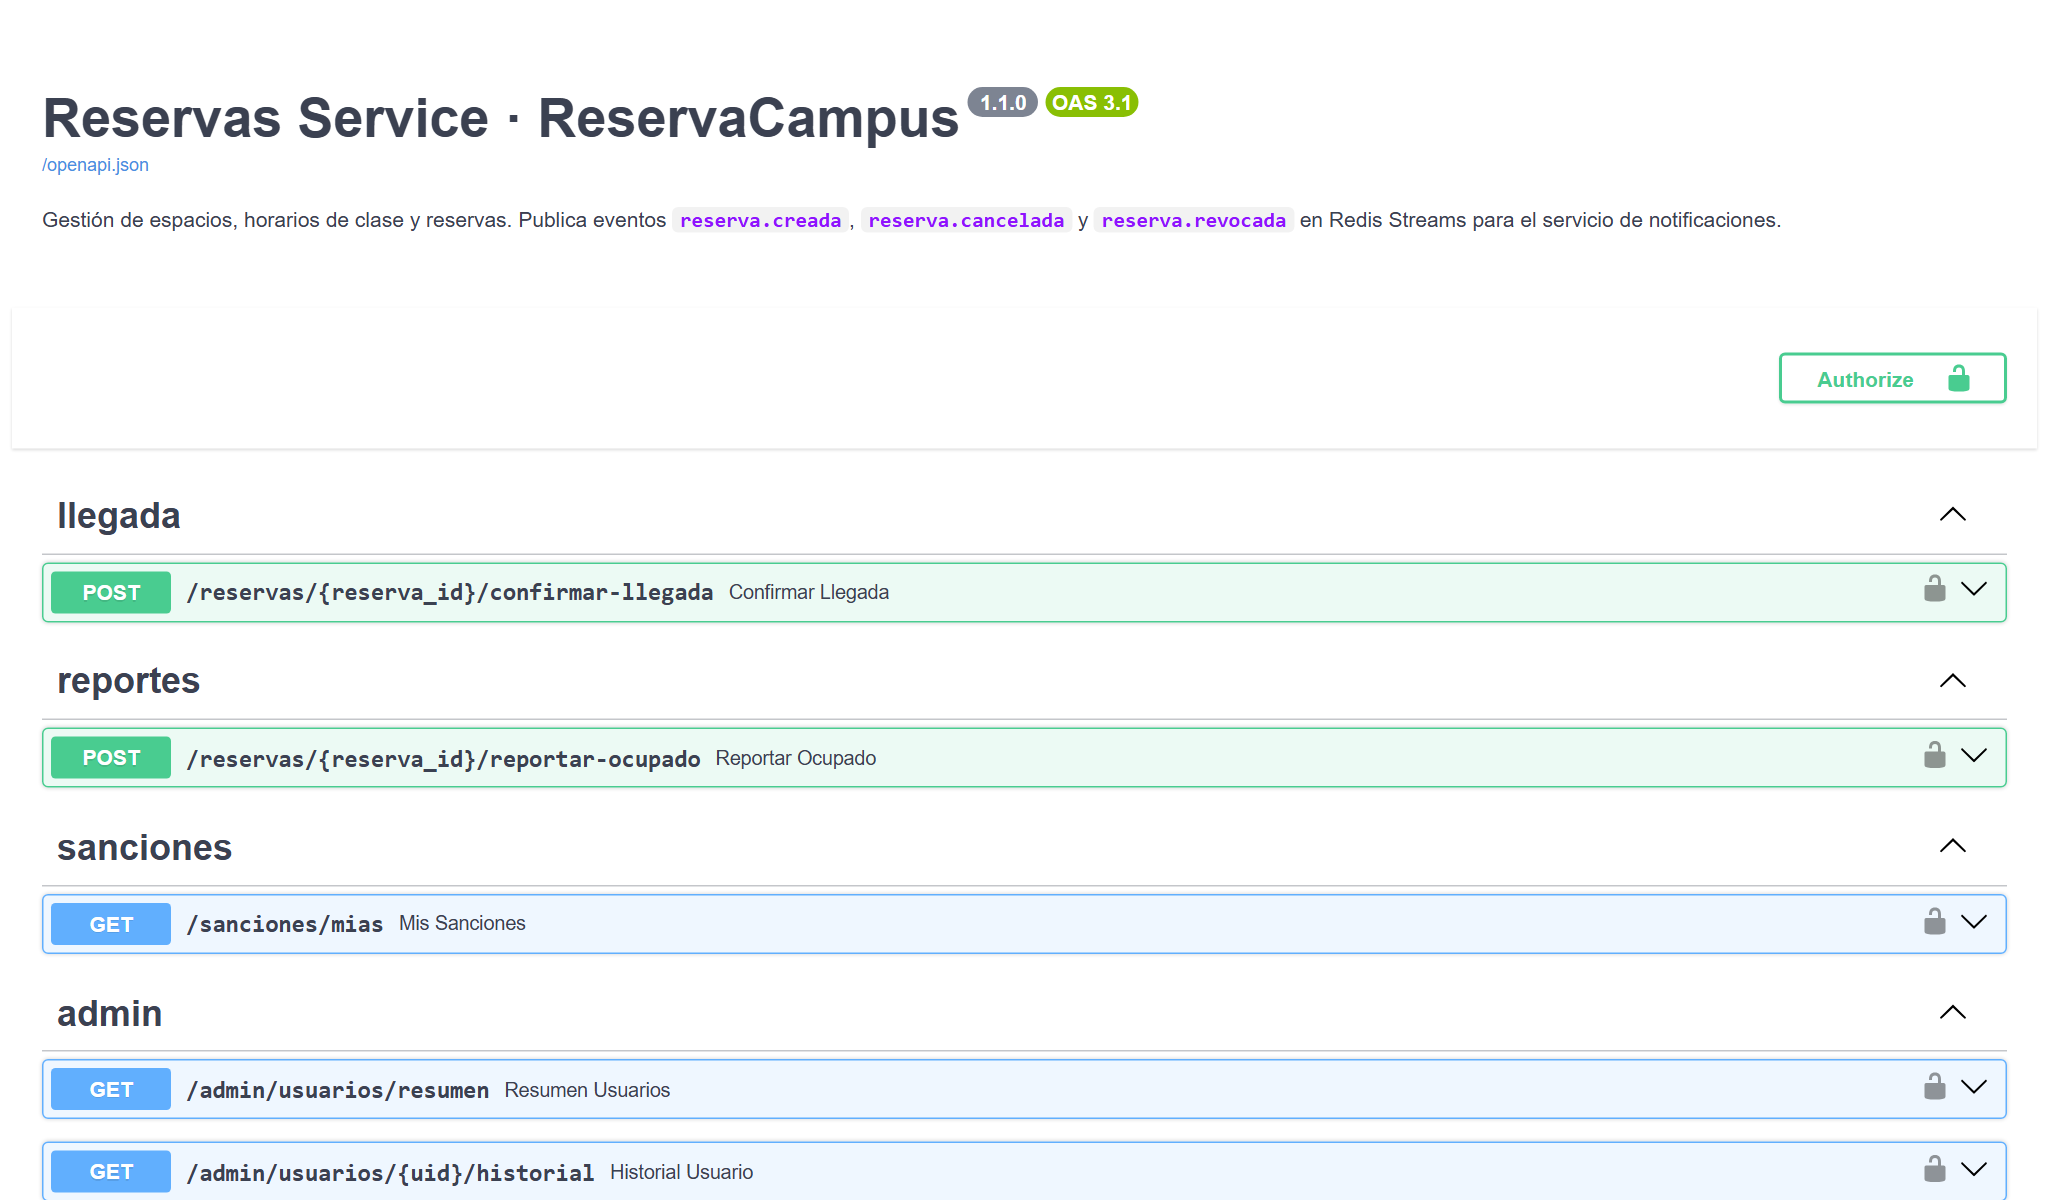 Reservas Service · ReservaCampus 1.1.0 OAS 3.1
/openapi.json
Gestión de espacios, horarios de clase y reservas. Publica eventos reserva.creada, reserva.cancelada y reserva.revocada en Redis Streams para el servicio de notificaciones.
Authorize
llegada
POST /reservas/{reserva_id}/confirmar-llegada Confirmar Llegada
reportes
POST /reservas/{reserva_id}/reportar-ocupado Reportar Ocupado
sanciones
GET /sanciones/mias Mis Sanciones
admin
GET /admin/usuarios/resumen Resumen Usuarios
GET /admin/usuarios/{uid}/historial Historial Usuario